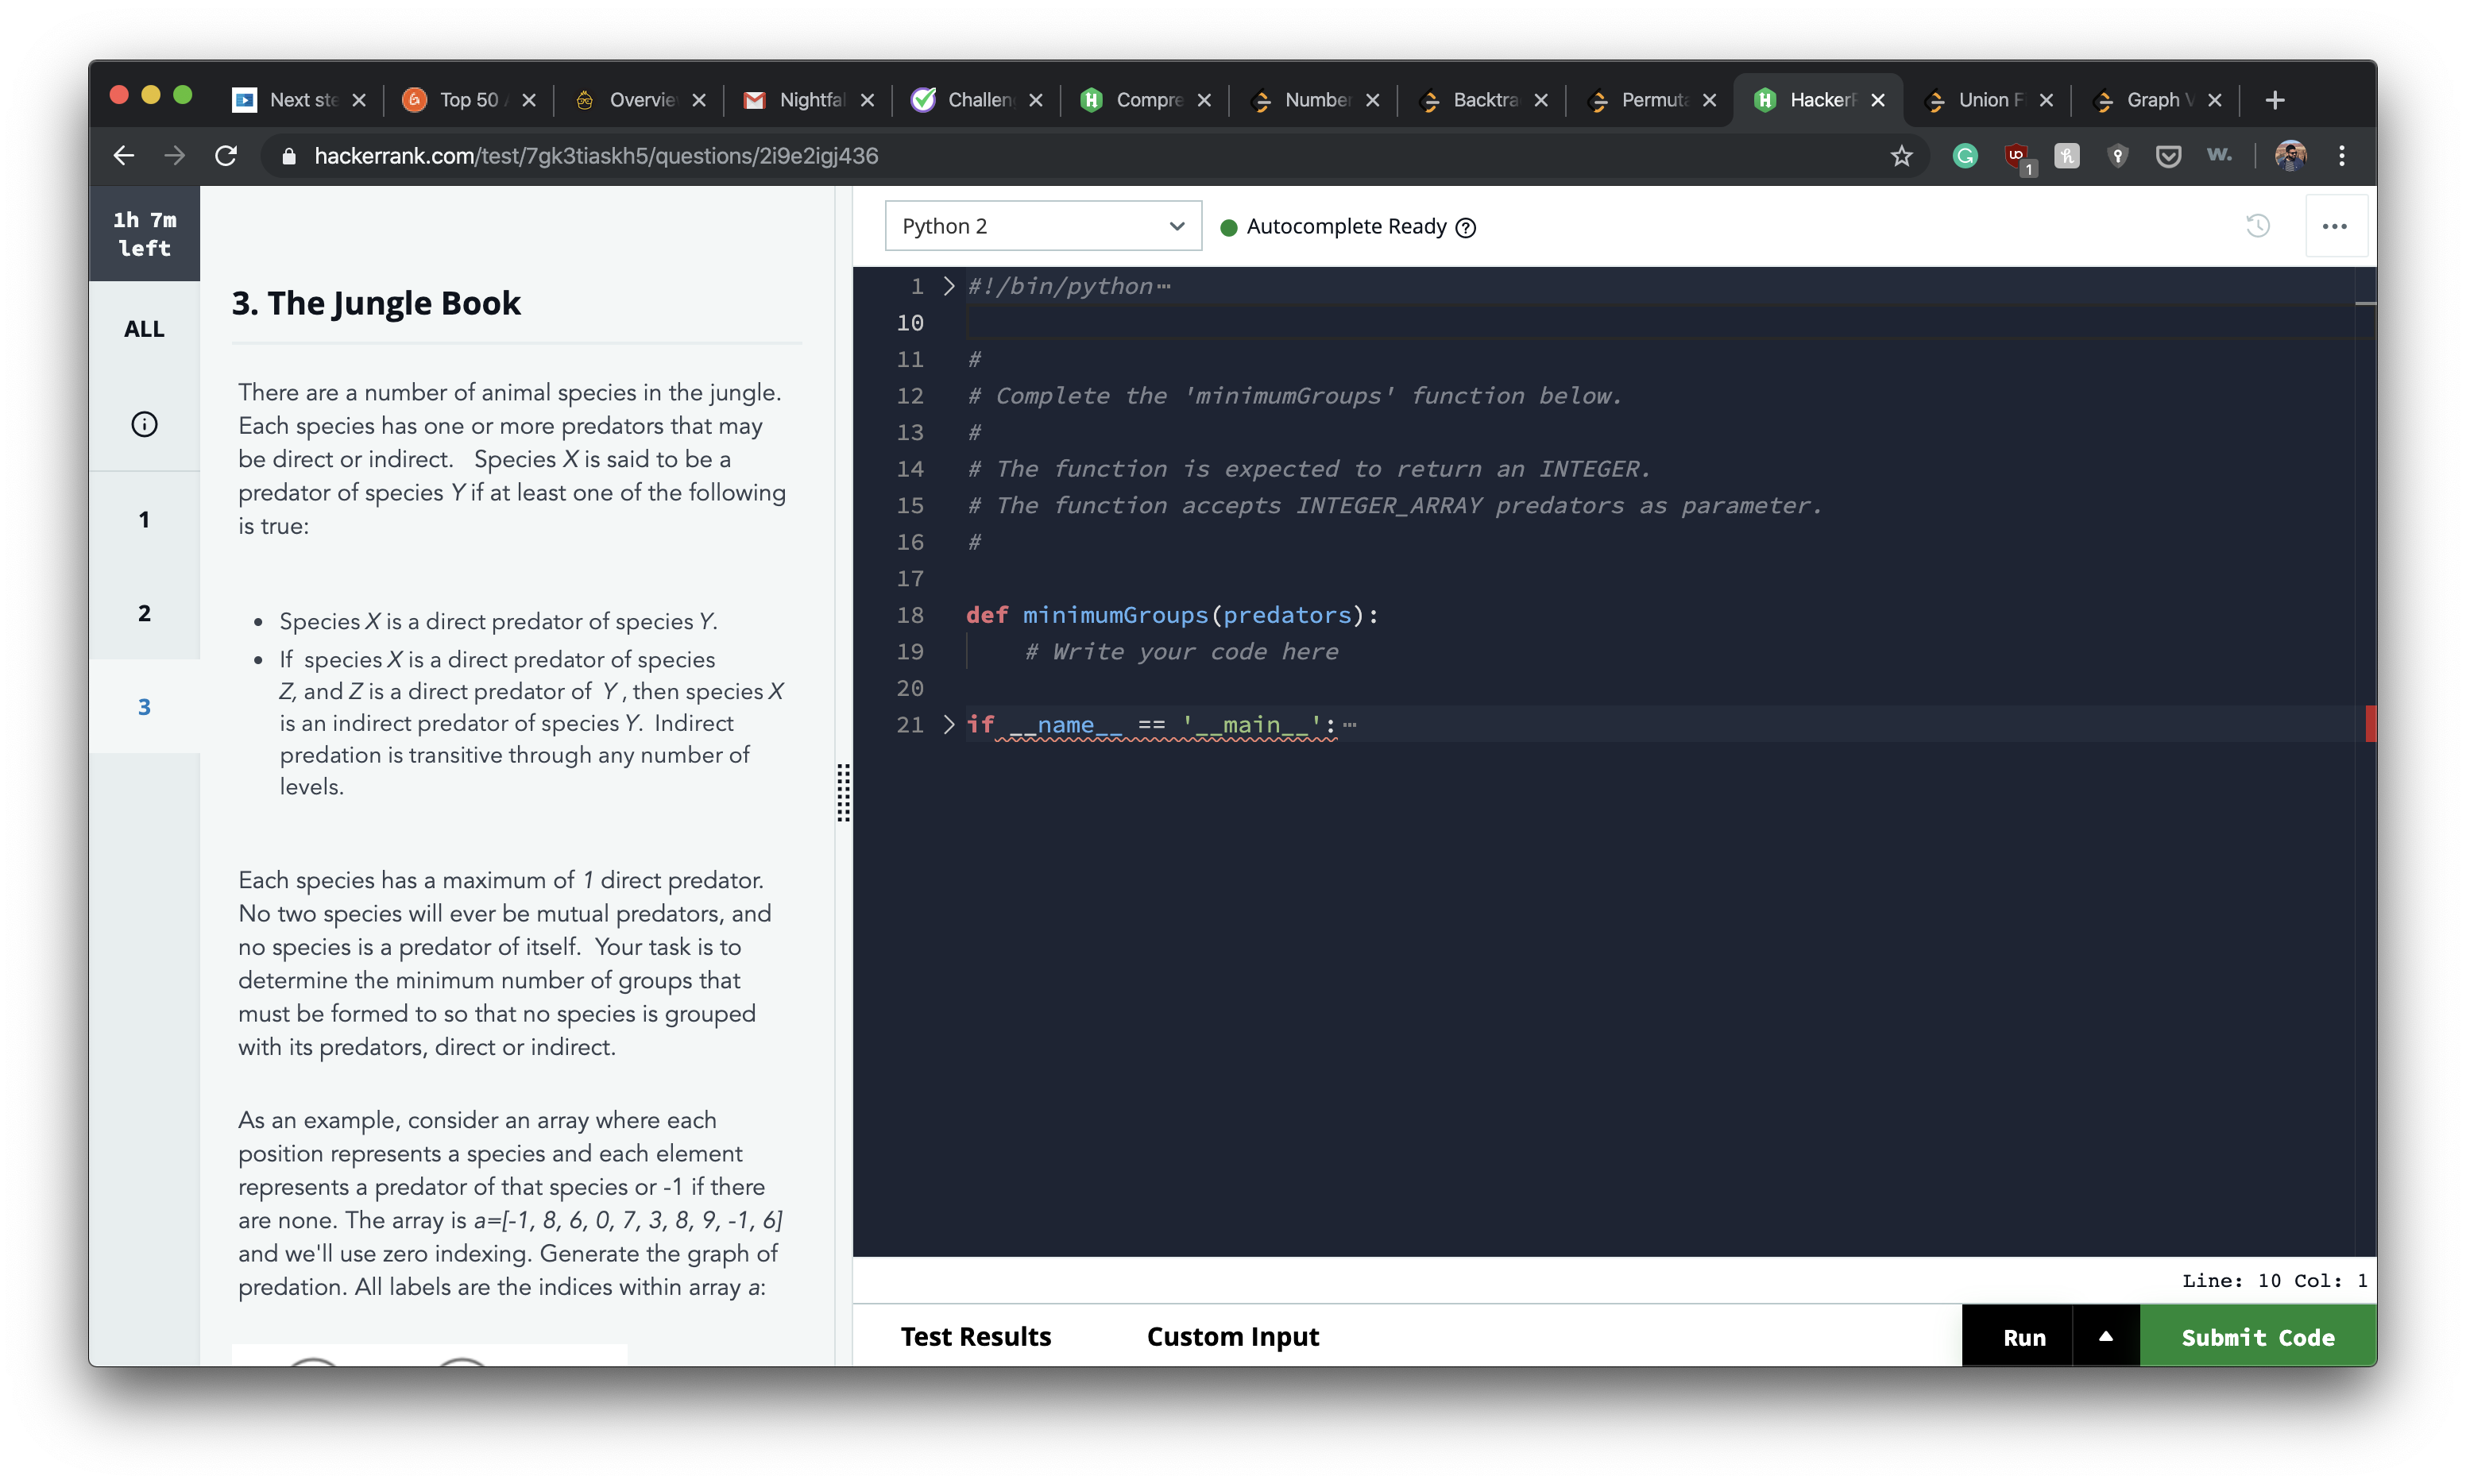 Next ste
Top 50
Overvie
Nightfal
Challen
Compre
Number
Backtra
Permuta
HackerR
Union F
Graph V
hackerrank.com/test/7gk3tiaskh5/questions/2i9e2igj436
1
1h 7m
left
ALL
1
2
3
3. The Jungle Book
There are a number of animal species in the jungle.
Each species has one or more predators that may
be direct or indirect. Species X is said to be a
predator of species Y if at least one of the following
is true:
• Species X is a direct predator of species Y.
• If species X is a direct predator of species
Z, and Z is a direct predator of Y , then species X
is an indirect predator of species Y. Indirect
predation is transitive through any number of
levels.
Each species has a maximum of 1 direct predator.
No two species will ever be mutual predators, and
no species is a predator of itself. Your task is to
determine the minimum number of groups that
must be formed to so that no species is grouped
with its predators, direct or indirect.
As an example, consider an array where each
position represents a species and each element
represents a predator of that species or -1 if there
are none. The array is a=[-1, 8, 6, 0, 7, 3, 8, 9, -1, 6]
and we'll use zero indexing. Generate the graph of
predation. All labels are the indices within array a:
Python 2
Autocomplete Ready
1 #!/bin/python…
10
11 #
12 # Complete the 'minimumGroups' function below.
13 #
14 # The function is expected to return an INTEGER.
15 # The function accepts INTEGER_ARRAY predators as parameter.
16 #
17
18 def minimumGroups(predators):
19 # Write your code here
20
21 if __name__ == '__main__':…
Line: 10 Col: 1
Test Results
Custom Input
Run
Submit Code